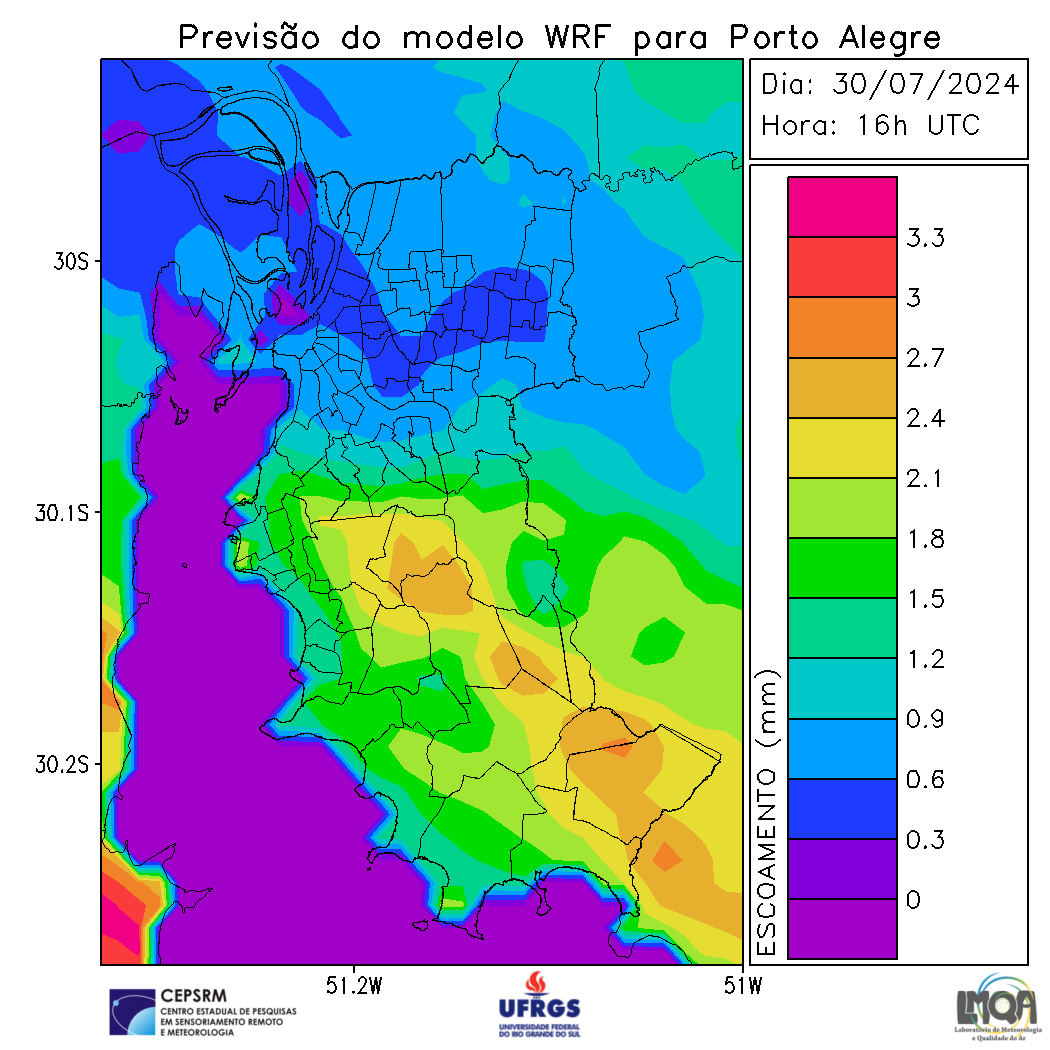 Previsão do modelo WRF para Porto Alegre
Dia: 30/07/2024
Hora: 16h UTC
30S
30.1S
30.2S
51.2W
51W
ESCOAMENTO (mm)
3.3
3
2.7
2.4
2.1
1.8
1.5
1.2
0.9
0.6
0.3
0
CEPSRM
CENTRO ESTADUAL DE PESQUISAS
EM SENSORIAMENTO REMOTO
E METEOROLOGIA
UFRGS
UNIVERSIDADE FEDERAL
DO RIO GRANDE DO SUL
LMQA
Laboratório de Meteorologia
e Qualidade do Ar